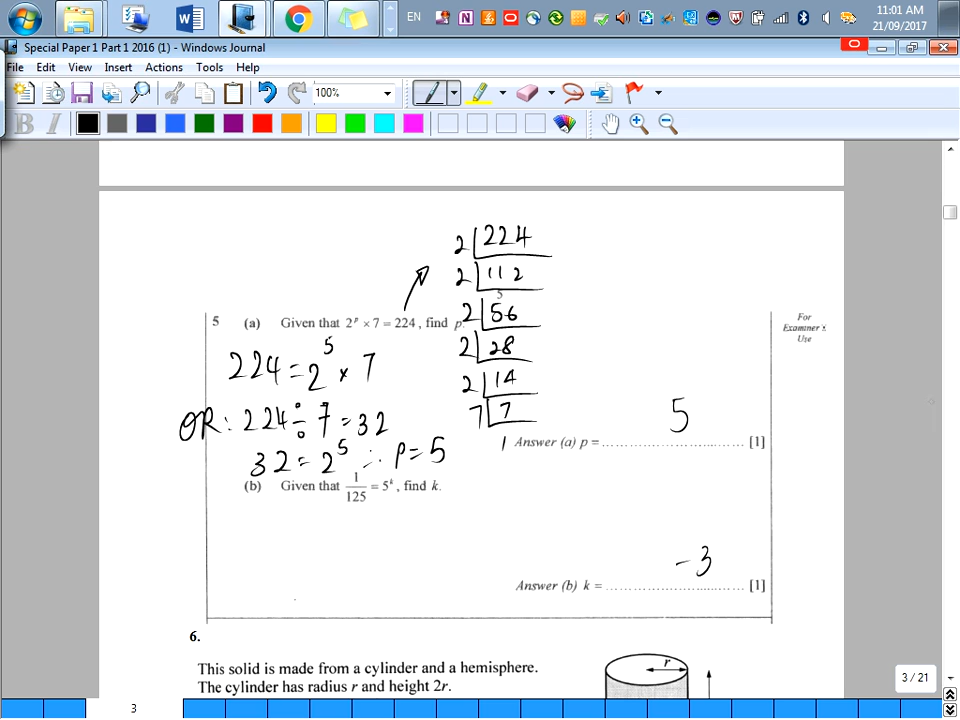 EN
11:01 AM
21/09/2017
Special Paper 1 Part 1 2016 (1) - Windows Journal
File Edit View Insert Actions Tools Help
100%
B I
2 224
2 112
5
2 56
2 28
2 14
7 7
1
5 (a) Given that 2^p × 7 = 224, find p.
For
Examiner's
Use
224 = 2^5 × 7
OR: 224 ÷ 7 = 32
32 = 2^5 ∴ p = 5
5
Answer (a) p = ................................. [1]
(b) Given that 1/125 = 5^k, find k.
-3
Answer (b) k = ................................. [1]
6.
This solid is made from a cylinder and a hemisphere.
The cylinder has radius r and height 2r.
r
3 / 21
3